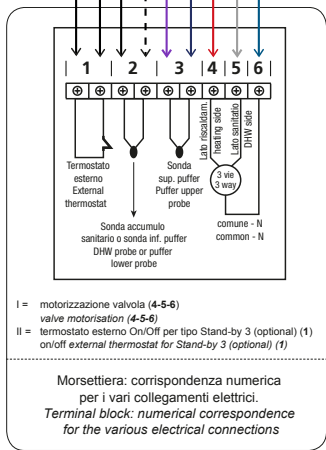 1 2 3 4 5 6
Lato riscaldam.
heating side
Lato sanitatio
DHW side
Termostato
esterno
External
thermostat
Sonda
sup. puffer
Puffer upper
probe
3 vie
3 way
comune - N
common - N
Sonda accumulo
sanitario o sonda inf. puffer
DHW probe or puffer
lower probe
I = motorizzazione valvola (4-5-6)
valve motorisation (4-5-6)
II = termostato esterno On/Off per tipo Stand-by 3 (optional) (1)
on/off external thermostat for Stand-by 3 (optional) (1)
Morsettiera: corrispondenza numerica
per i vari collegamenti elettrici.
Terminal block: numerical correspondence
for the various electrical connections